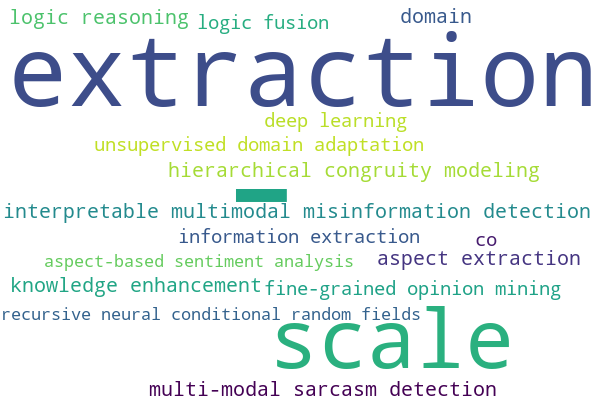 logic reasoning
logic fusion
domain
extraction
deep learning
unsupervised domain adaptation
hierarchical congruity modeling
interpretable multimodal misinformation detection
information extraction
co
aspect-based sentiment analysis
aspect extraction
knowledge enhancement
fine-grained opinion mining
recursive neural conditional random fields
scale
multi-modal sarcasm detection